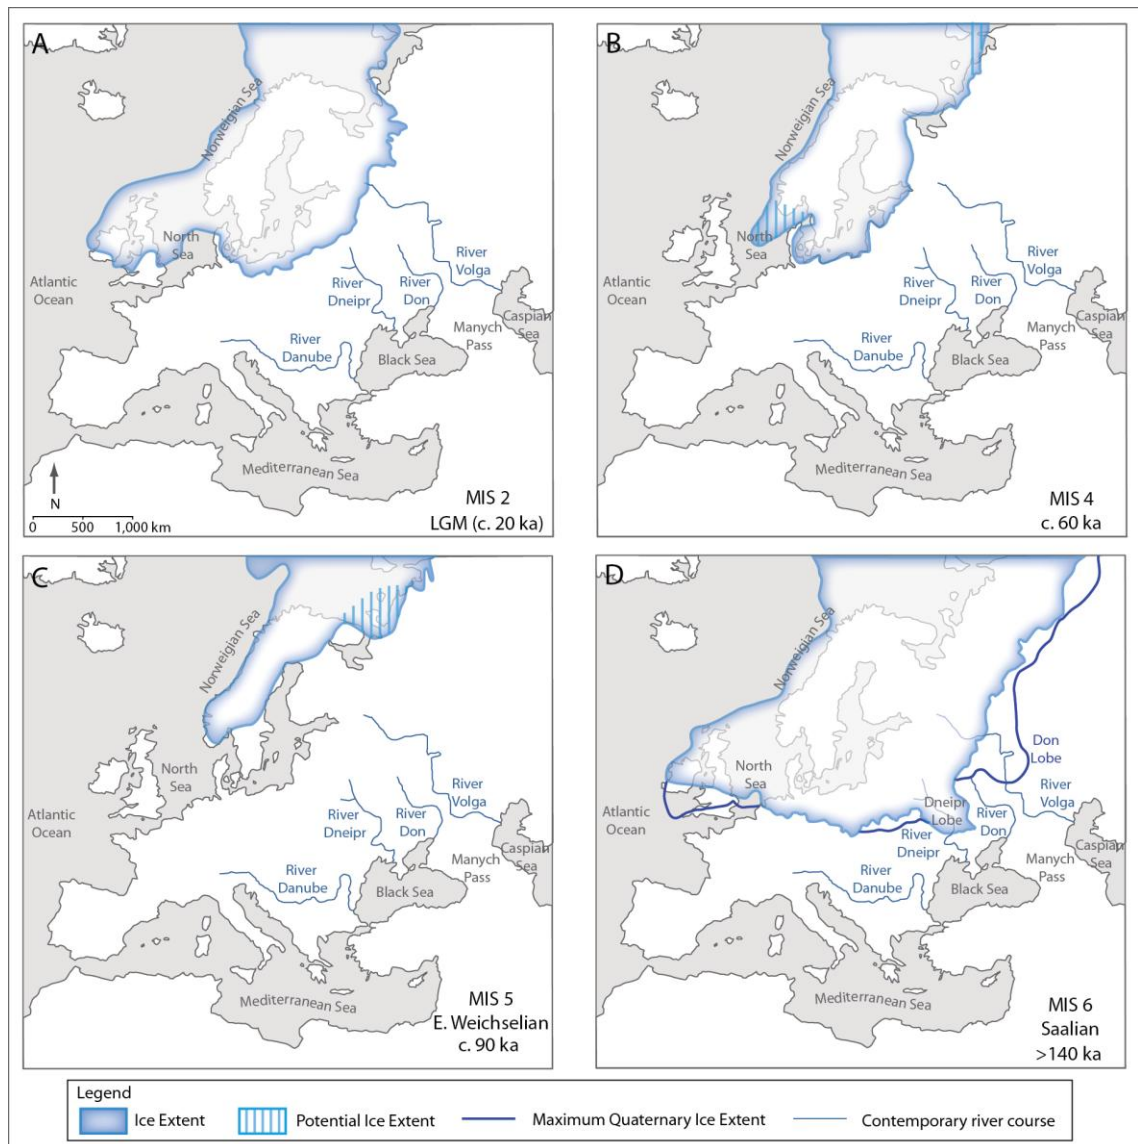 A
Norweigian Sea
North
Sea
Atlantic
Ocean
River
Volga
River
Dneipr
River
Don
Caspian
Sea
Manych
Pass
River
Danube
Black Sea
Mediterranean Sea
N
0 500 1,000 km
MIS 2
LGM (c. 20 ka)
B
Norweigian Sea
North
Sea
Atlantic
Ocean
River
Volga
River
Dneipr
River
Don
Caspian
Sea
Manych
Pass
River
Danube
Black Sea
Mediterranean Sea
MIS 4
c. 60 ka
C
Norweigian Sea
North
Sea
Atlantic
Ocean
River
Volga
River
Dneipr
River
Don
Caspian
Sea
Manych
Pass
River
Danube
Black Sea
Mediterranean Sea
MIS 5
E. Weichselian
c. 90 ka
D
Norweigian Sea
North
Sea
Don
Lobe
Atlantic
Ocean
Dneipr
Lobe
River
Volga
River
Don
River
Dneipr
Caspian
Sea
Manych
Pass
River
Danube
Black Sea
Mediterranean Sea
MIS 6
Saalian
>140 ka
Legend
Ice Extent
Potential Ice Extent
Maximum Quaternary Ice Extent
Contemporary river course